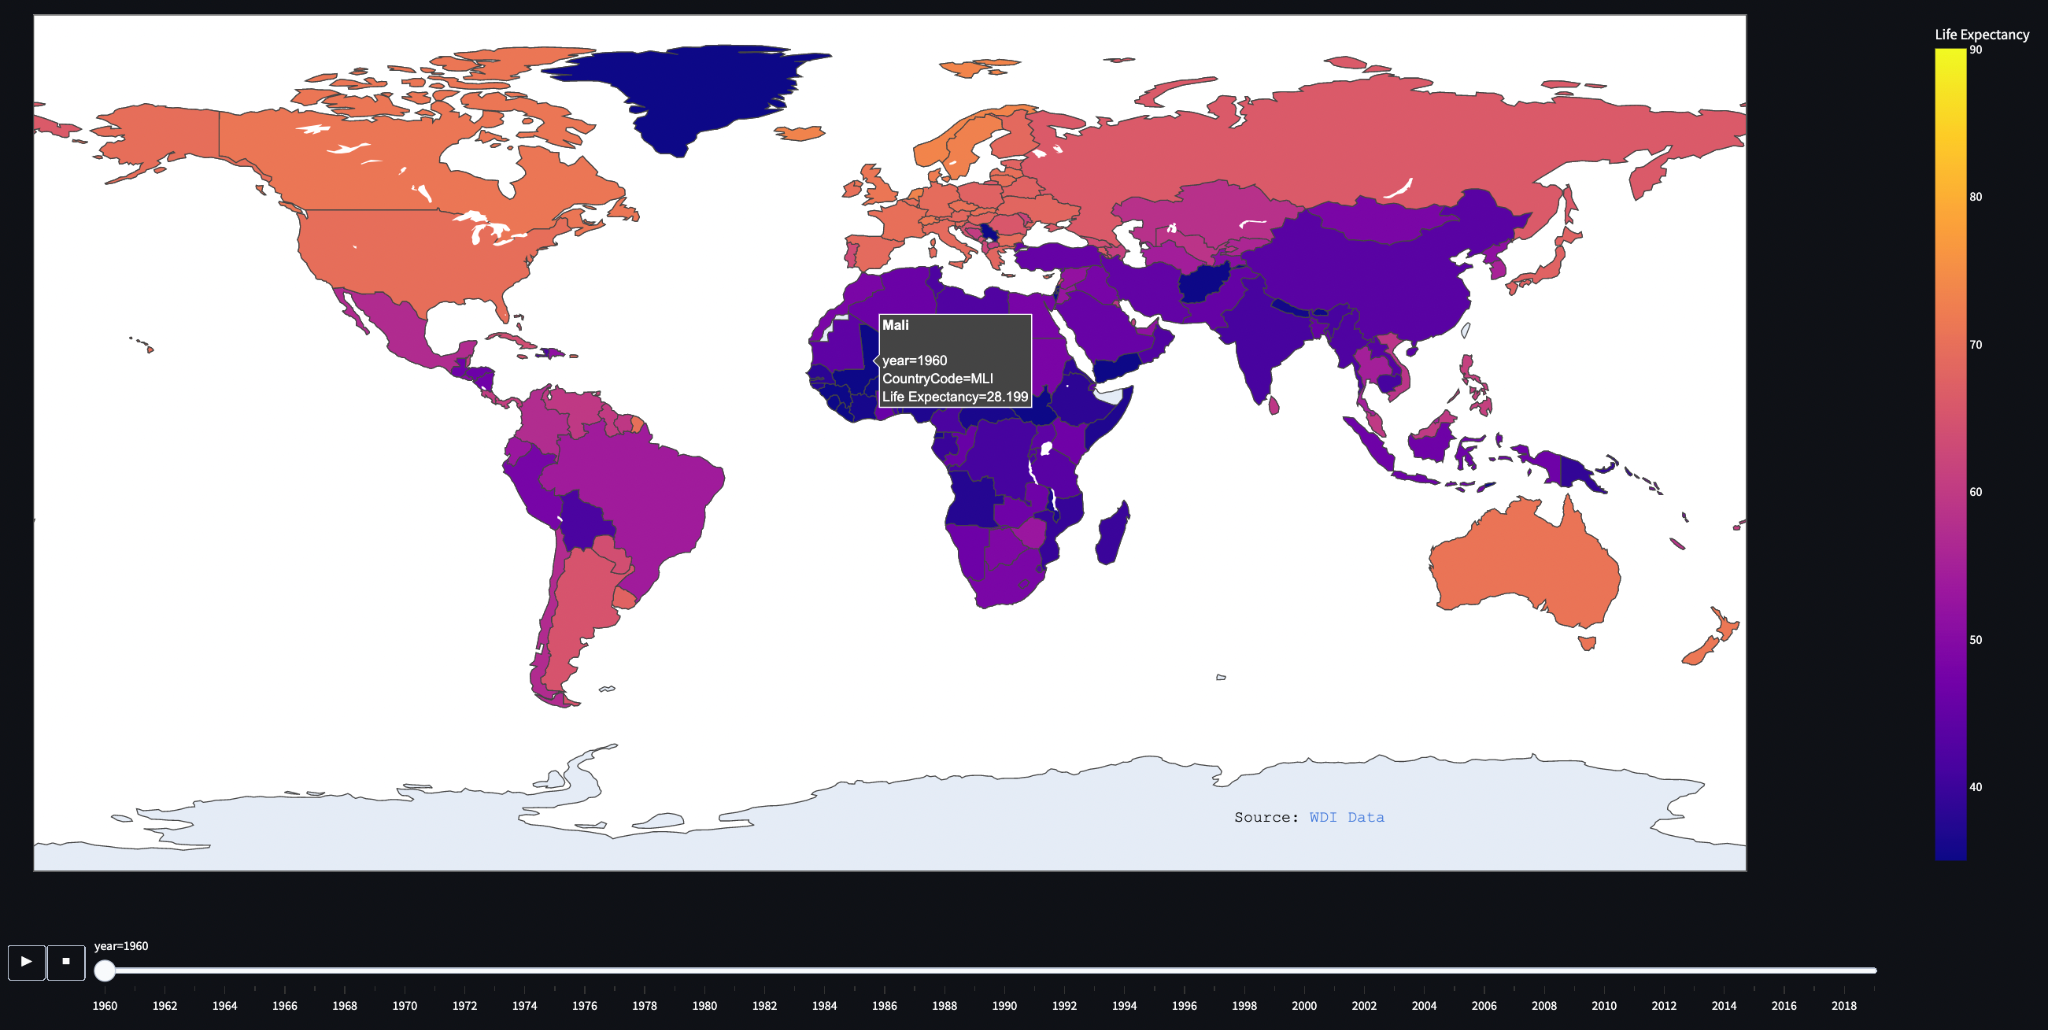 Life Expectancy
90
80
70
60
50
40
Mali
year=1960
CountryCode=MLI
Life Expectancy=28.199
Source: WDI Data
year=1960
1960 1962 1964 1966 1968 1970 1972 1974 1976 1978 1980 1982 1984 1986 1988 1990 1992 1994 1996 1998 2000 2002 2004 2006 2008 2010 2012 2014 2016 2018